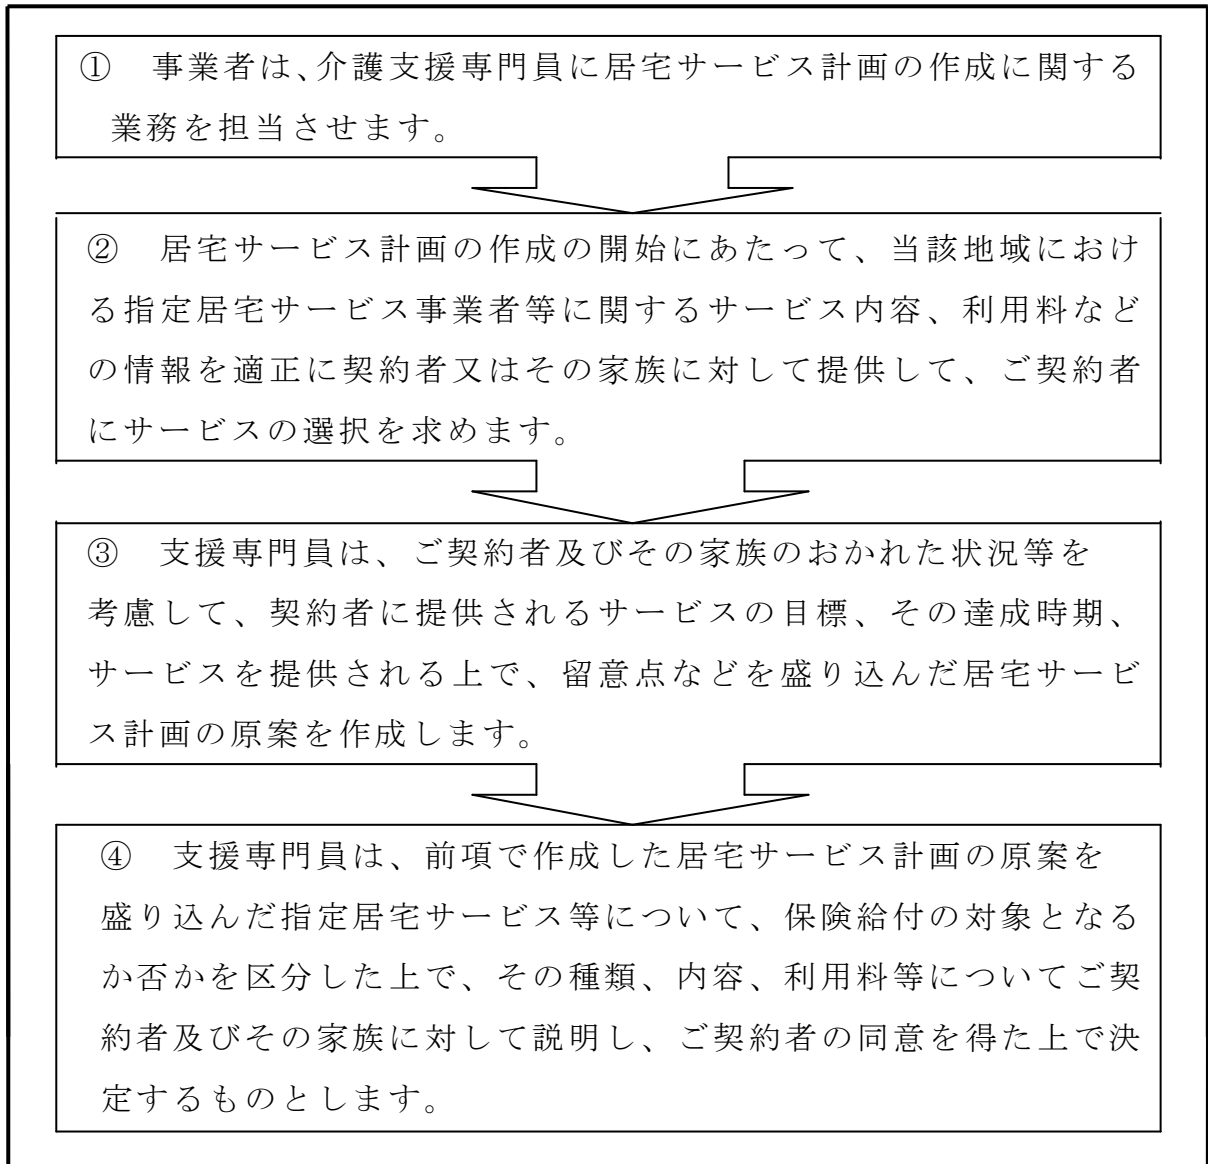 ① 事業者は、介護支援専門員に居宅サービス計画の作成に関する
業務を担当させます。
② 居宅サービス計画の作成の開始にあたって、当該地域におけ
る指定居宅サービス事業者等に関するサービス内容、利用料など
の情報を適正に契約者又はその家族に対して提供して、ご契約者
にサービスの選択を求めます。
③ 支援専門員は、ご契約者及びその家族のおかれた状況等を
考慮して、契約者に提供されるサービスの目標、その達成時期、
サービスを提供される上で、留意点などを盛り込んだ居宅サービ
ス計画の原案を作成します。
④ 支援専門員は、前項で作成した居宅サービス計画の原案を
盛り込んだ指定居宅サービス等について、保険給付の対象となる
か否かを区分した上で、その種類、内容、利用料等についてご契
約者及びその家族に対して説明し、ご契約者の同意を得た上で決
定するものとします。